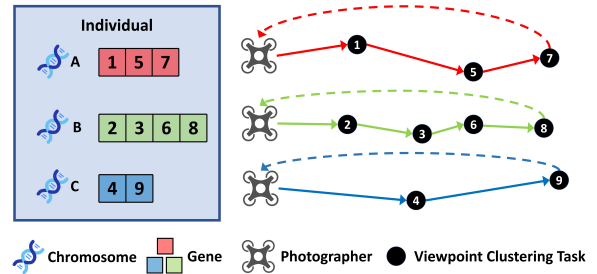 Individual
A 1 5 7
B 2 3 6 8
C 4 9
1 5 7
2 3 6 8
4 9
Chromosome Gene Photographer Viewpoint Clustering Task